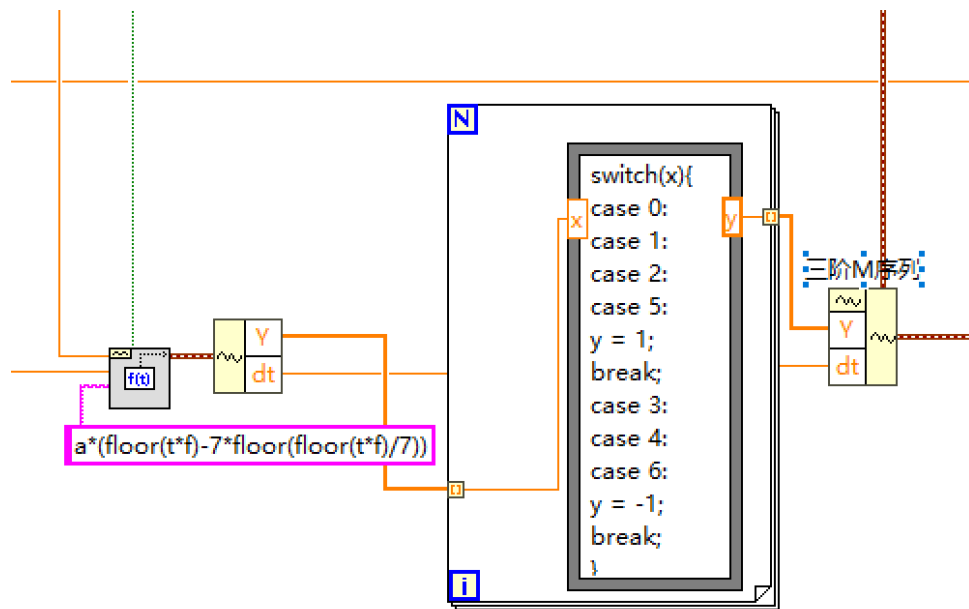 N
switch(x){
case 0:
case 1:
case 2:
case 5:
y = 1;
break;
case 3:
case 4:
case 6:
y = -1;
break;
}
x
y
三阶M序列
Y
dt
Y
dt
f(t)
a*(floor(t*f)-7*floor(floor(t*f)/7))
i